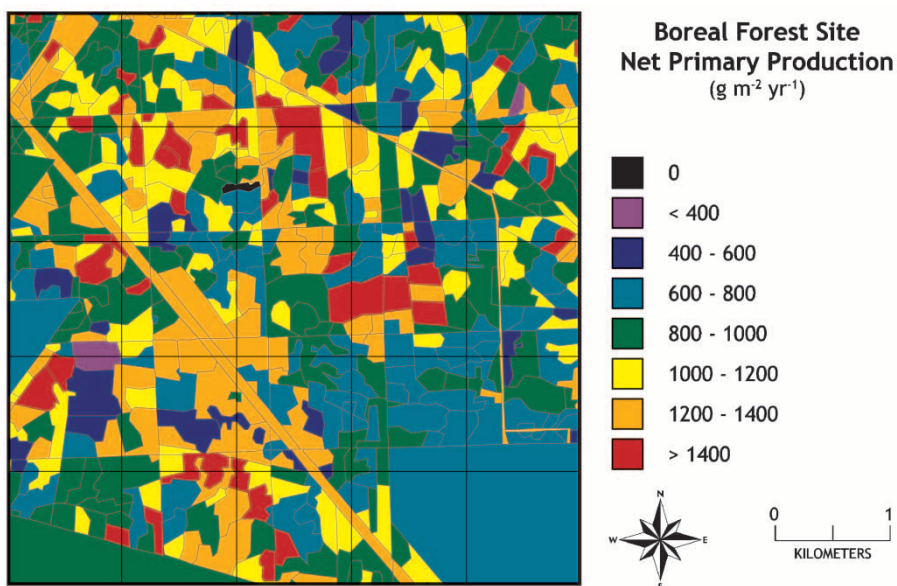 Boreal Forest Site
Net Primary Production
(g m⁻² yr⁻¹)
0
< 400
400 - 600
600 - 800
800 - 1000
1000 - 1200
1200 - 1400
> 1400
N
W E
S
0 1
KILOMETERS